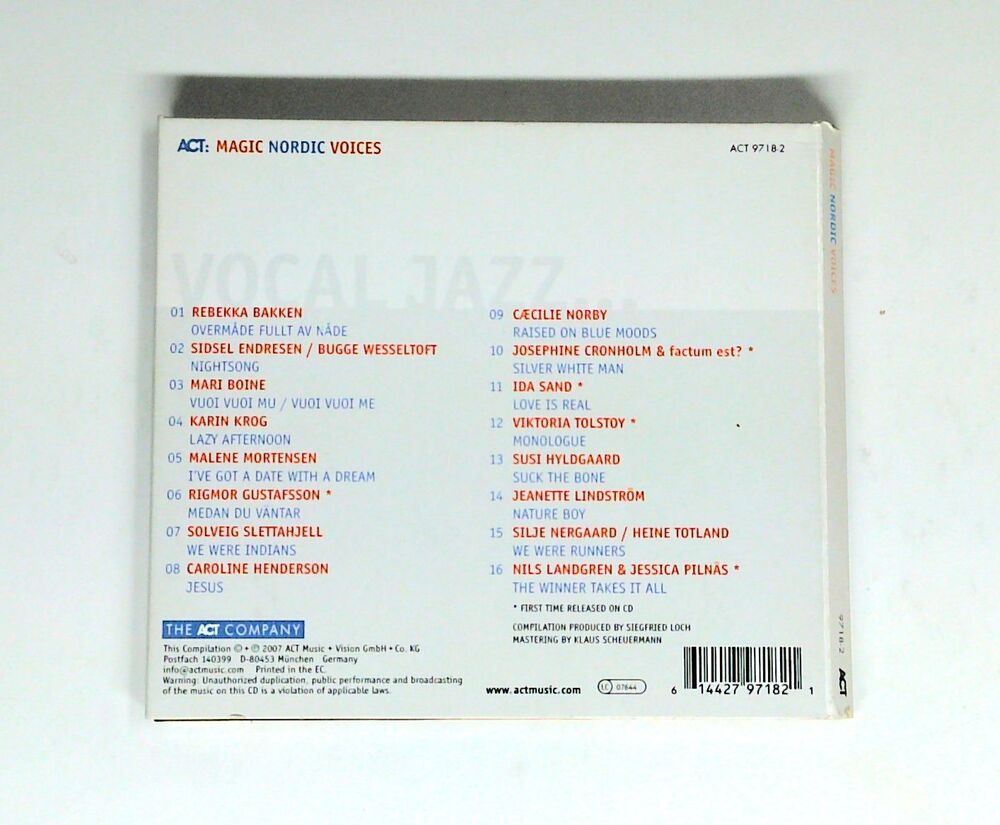 ACT: MAGIC NORDIC VOICES
ACT 9718-2
VOCAL JAZZ...
01 REBEKKA BAKKEN
OVERMÅDE FULLT AV NÅDE
02 SIDSEL ENDRESEN / BUGGE WESSELTOFT
NIGHTSONG
03 MARI BOINE
VUOI VUOI MU / VUOI VUOI ME
04 KARIN KROG
LAZY AFTERNOON
05 MALENE MORTENSEN
I'VE GOT A DATE WITH A DREAM
06 RIGMOR GUSTAFSSON *
MEDAN DU VÄNTAR
07 SOLVEIG SLETTAHJELL
WE WERE INDIANS
08 CAROLINE HENDERSON
JESUS
09 CÆCILIE NORBY
RAISED ON BLUE MOODS
10 JOSEPHINE CRONHOLM & factum est? *
SILVER WHITE MAN
11 IDA SAND *
LOVE IS REAL
12 VIKTORIA TOLSTOY *
MONOLOGUE
13 SUSI HYLDGAARD
SUCK THE BONE
14 JEANETTE LINDSTRÖM
NATURE BOY
15 SILJE NERGAARD / HEINE TOTLAND
WE WERE RUNNERS
16 NILS LANDGREN & JESSICA PILNÄS *
THE WINNER TAKES IT ALL
* FIRST TIME RELEASED ON CD
COMPILATION PRODUCED BY SIEGFRIED LOCH
MASTERING BY KLAUS SCHEUERMANN
THE ACT COMPANY
This Compilation © + ℗ 2007 ACT Music + Vision GmbH + Co. KG
Postfach 140399 D-80453 München Germany
info@actmusic.com Printed in the EC.
Warning: Unauthorized duplication, public performance and broadcasting
of the music on this CD is a violation of applicable laws.
www.actmusic.com
LC 07644
6 14427 97182 1
MAGIC NORDIC VOICES
9718-2
ACT